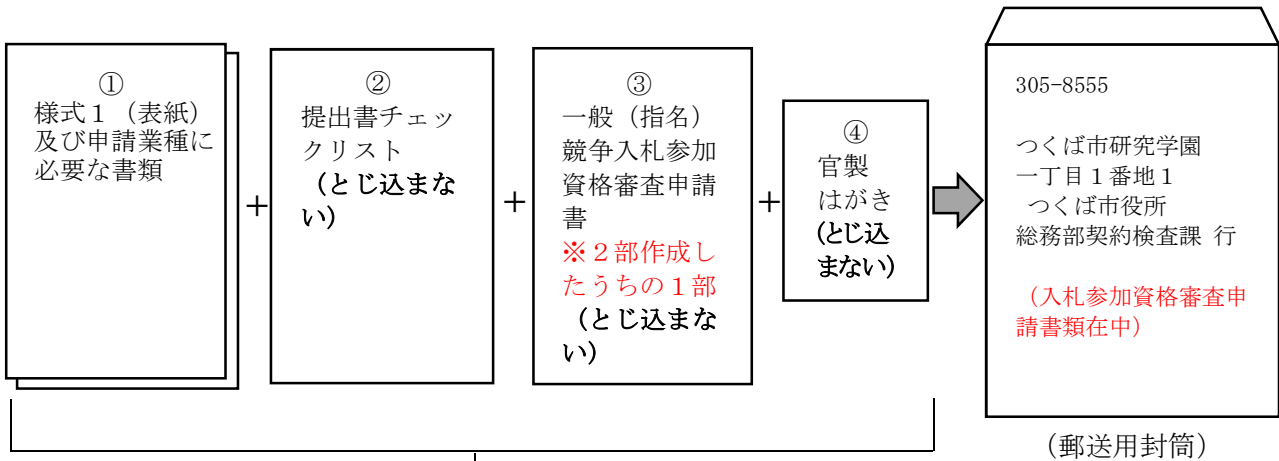 ①
様式１（表紙）
及び申請業種に
必要な書類
＋
②
提出書チェッ
クリスト
（とじ込まな
い）
＋
③
一般（指名）
競争入札参加
資格審査申請
書
※２部作成し
たうちの１部
（とじ込まな
い）
＋
④
官製
はがき
（とじ込
まない）
305-8555
つくば市研究学園
一丁目１番地１
つくば市役所
総務部契約検査課 行
（入札参加資格審査申
請書類在中）
（郵送用封筒）